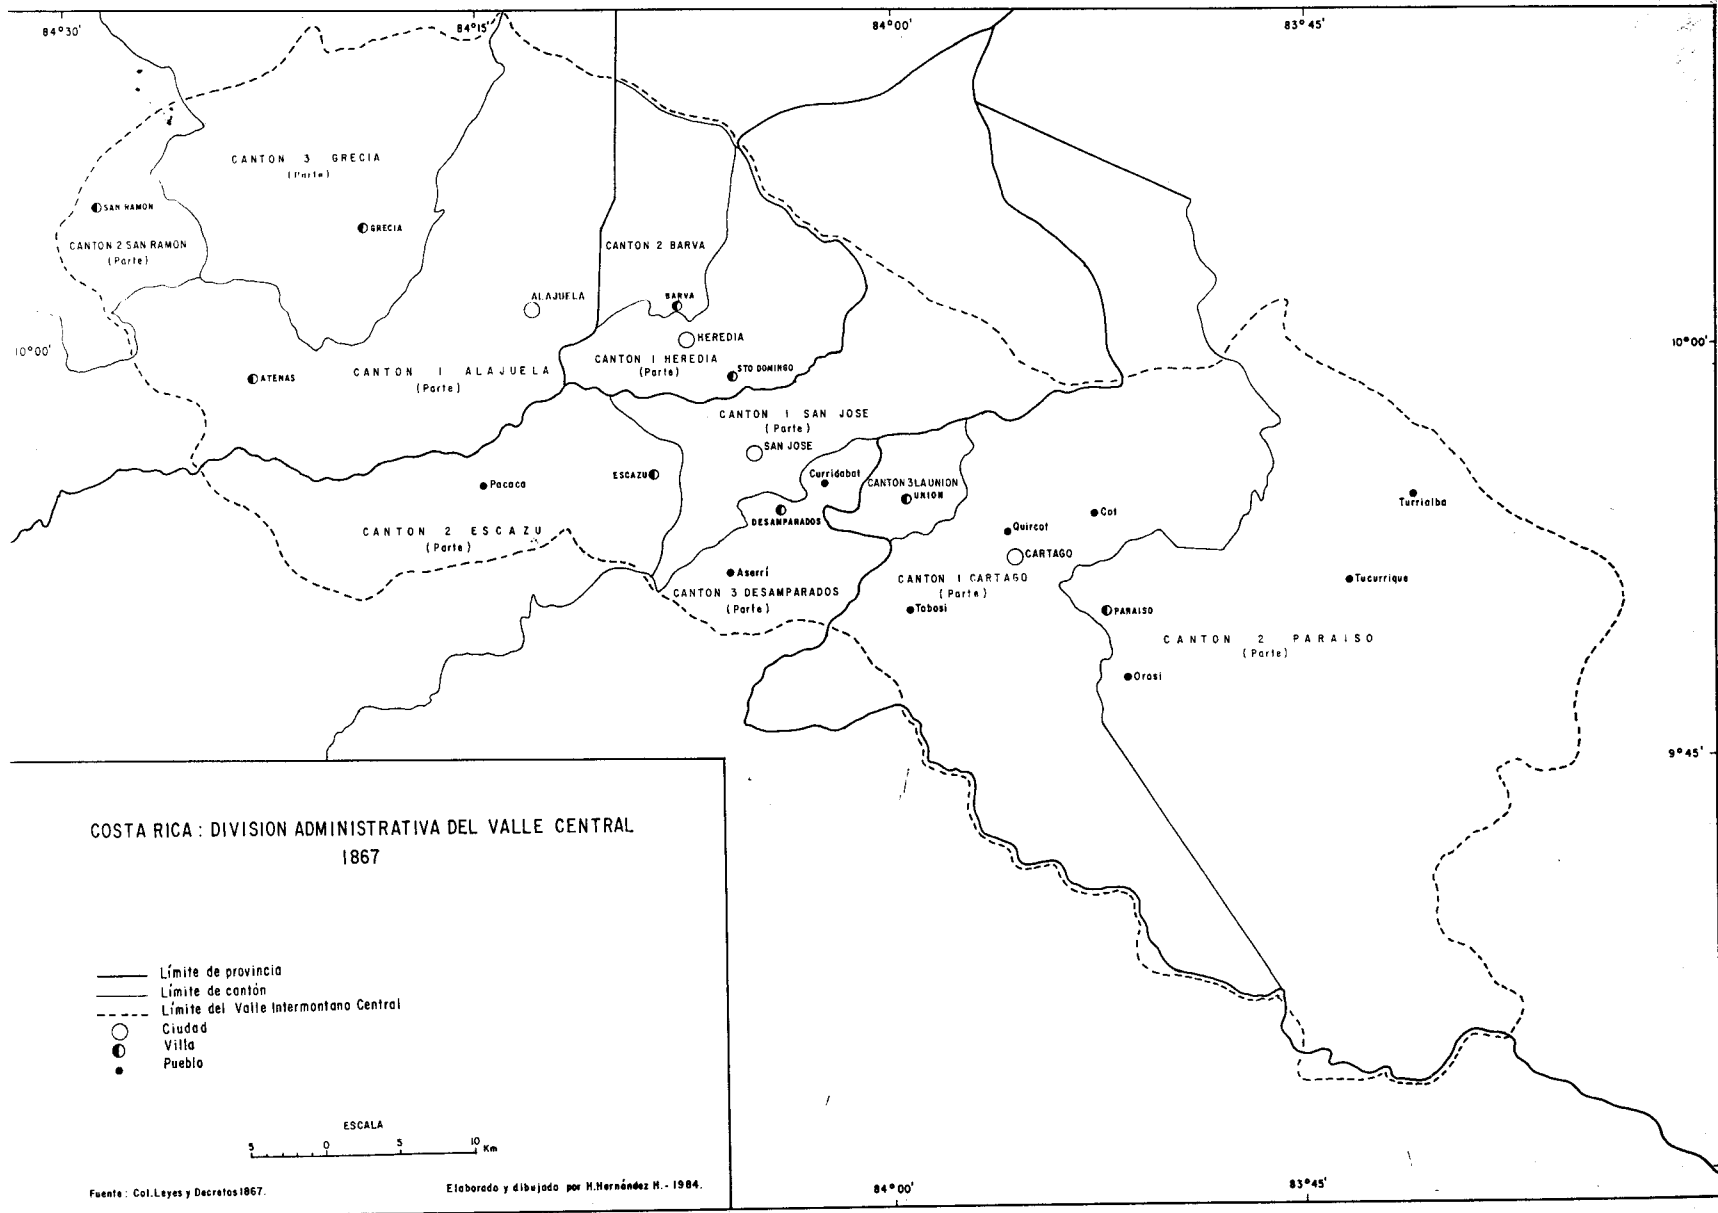 84°30'
84°15'
84°00'
83°45'
CANTON 3 GRECIA
(Parte)
SAN RAMON
GRECIA
CANTON 2 SAN RAMON
(Parte)
CANTON 2 BARVA
ALAJUELA
BARVA
HEREDIA
10°00'
10°00'
CANTON 1 HEREDIA
(Parte)
STO DOMINGO
ATENAS
CANTON 1 ALAJUELA
(Parte)
CANTON 1 SAN JOSE
(Parte)
SAN JOSE
ESCAZU
Curridabat
CANTON 3 LA UNION
UNION
Pacaca
DESAMPARADOS
Turrialba
Cot
Quircot
CANTON 2 ESCAZU
(Parte)
CARTAGO
Aserrí
CANTON 1 CARTAGO
(Parte)
Tucurrique
CANTON 3 DESAMPARADOS
(Parte)
Tobosi
PARAISO
CANTON 2 PARAISO
(Parte)
Orosi
9°45'
COSTA RICA : DIVISION ADMINISTRATIVA DEL VALLE CENTRAL
1867
Límite de provincia
Límite de cantón
Límite del Valle Intermontano Central
Ciudad
Villa
Pueblo
ESCALA
5 0 5 10 Km
Fuente : Col. Leyes y Decretos 1867.
Elaborado y dibujado por H. Hernández H. - 1984.
84°00'
83°45'